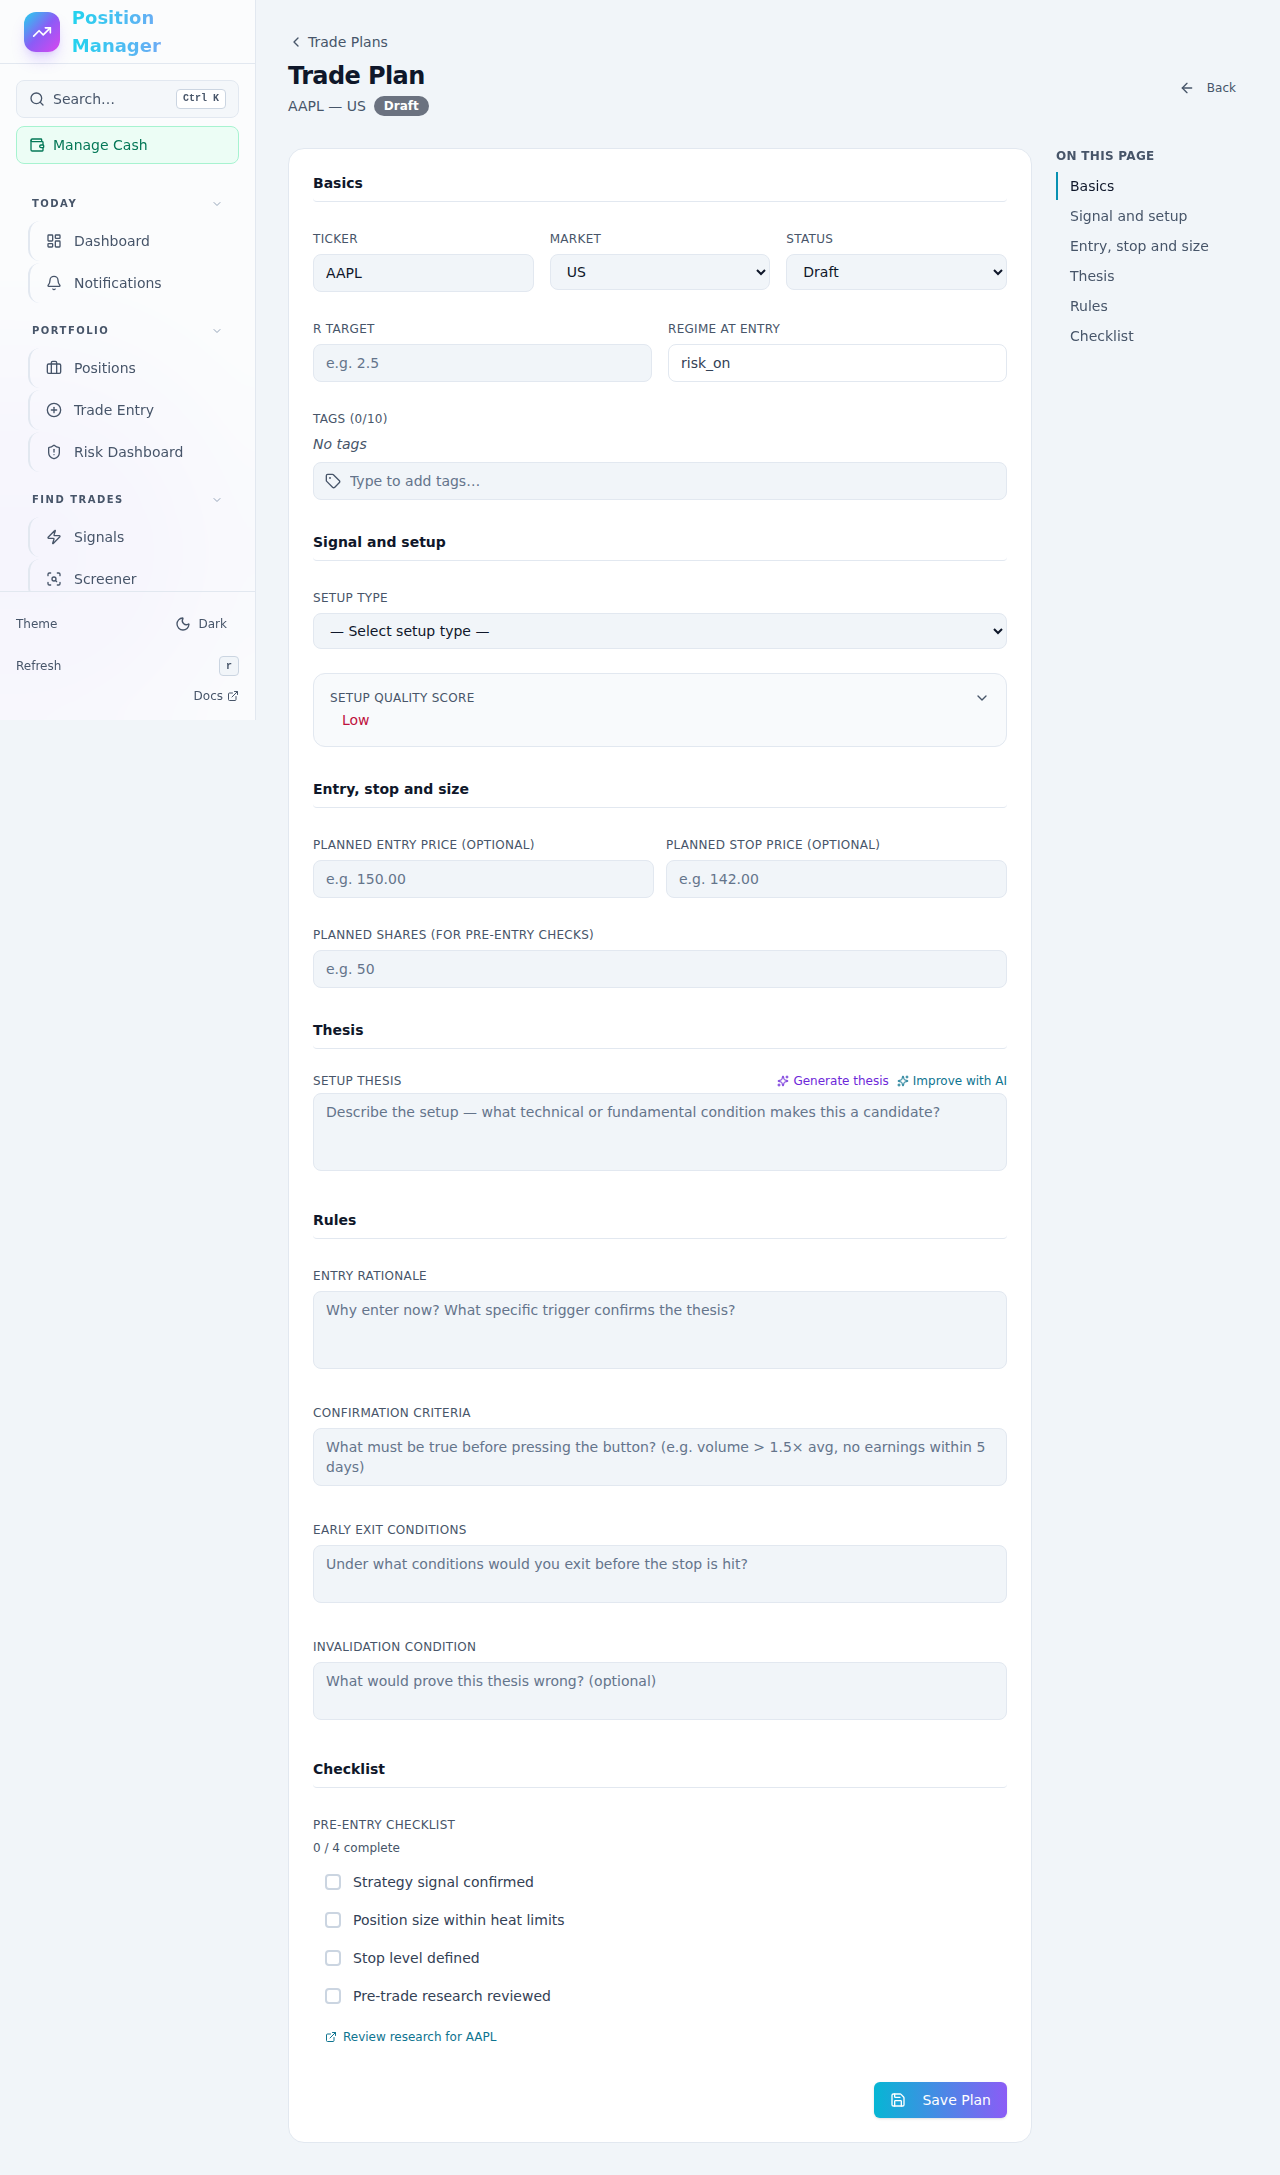 Position
Manager
Search...
Ctrl K
Manage Cash
TODAY
Dashboard
Notifications
PORTFOLIO
Positions
Trade Entry
Risk Dashboard
FIND TRADES
Signals
Screener
Theme
Dark
Refresh
r
Docs
Trade Plans
Trade Plan
AAPL — US Draft
Back
Basics
TICKER
MARKET
STATUS
AAPL
US
Draft
R TARGET
REGIME AT ENTRY
e.g. 2.5
risk_on
TAGS (0/10)
No tags
Type to add tags...
Signal and setup
SETUP TYPE
— Select setup type —
SETUP QUALITY SCORE
Low
Entry, stop and size
PLANNED ENTRY PRICE (OPTIONAL)
PLANNED STOP PRICE (OPTIONAL)
e.g. 150.00
e.g. 142.00
PLANNED SHARES (FOR PRE-ENTRY CHECKS)
e.g. 50
Thesis
SETUP THESIS
Generate thesis
Improve with AI
Describe the setup — what technical or fundamental condition makes this a candidate?
Rules
ENTRY RATIONALE
Why enter now? What specific trigger confirms the thesis?
CONFIRMATION CRITERIA
What must be true before pressing the button? (e.g. volume > 1.5× avg, no earnings within 5
days)
EARLY EXIT CONDITIONS
Under what conditions would you exit before the stop is hit?
INVALIDATION CONDITION
What would prove this thesis wrong? (optional)
Checklist
PRE-ENTRY CHECKLIST
0 / 4 complete
Strategy signal confirmed
Position size within heat limits
Stop level defined
Pre-trade research reviewed
Review research for AAPL
Save Plan
ON THIS PAGE
Basics
Signal and setup
Entry, stop and size
Thesis
Rules
Checklist